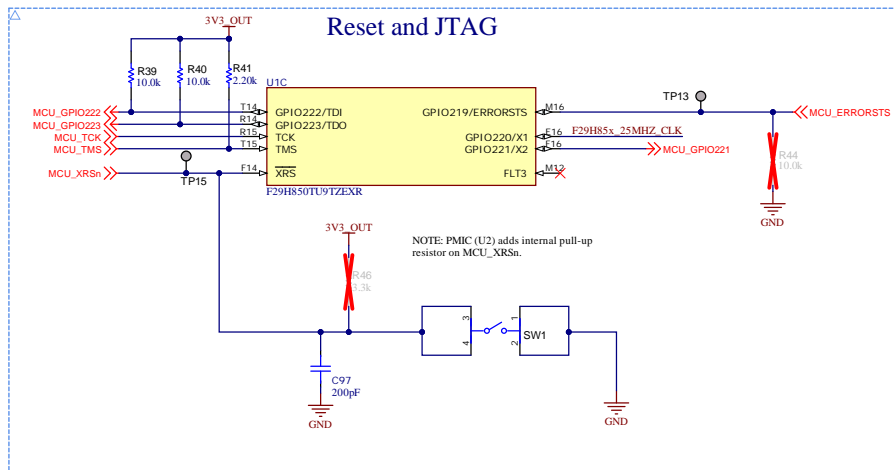 Reset and JTAG
3V3_OUT
R39
10.0k
R40
10.0k
R41
2.20k
U1C
TP13
MCU_GPIO222
T14
GPIO222/TDI
GPIO219/ERRORSTS
M16
MCU_ERRORSTS
MCU_GPIO223
R14
GPIO223/TDO
MCU_TCK
R15
TCK
GPIO220/X1
E16
F29H85x_25MHZ_CLK
MCU_TMS
T15
TMS
GPIO221/X2
F16
MCU_GPIO221
R44
10.0k
MCU_XRSn
TP15
F14
XRS
FLT3
M12
F29H850TU9TZEXR
GND
3V3_OUT
NOTE: PMIC (U2) adds internal pull-up
resistor on MCU_XRSn.
R46
3.3k
3
4
1
2
SW1
C97
200pF
GND
GND